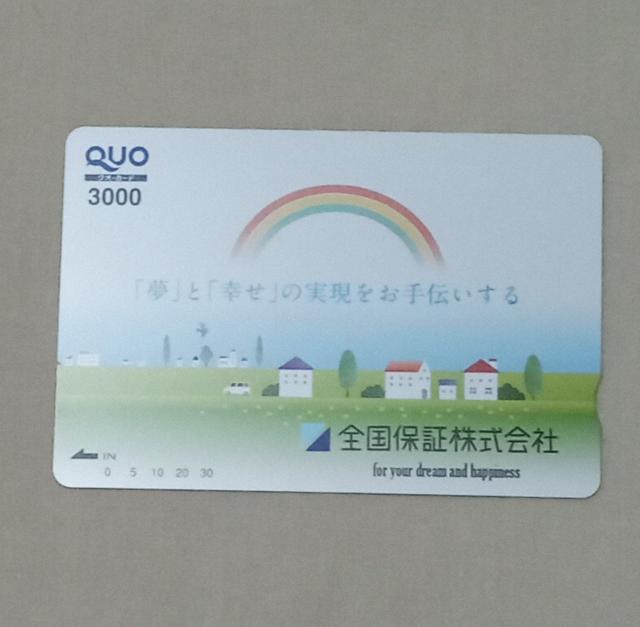 QUO
クオ・カード
3000
「夢」と「幸せ」の実現をお手伝いする
全国保証株式会社
for your dream and happiness
IN
0 5 10 20 30